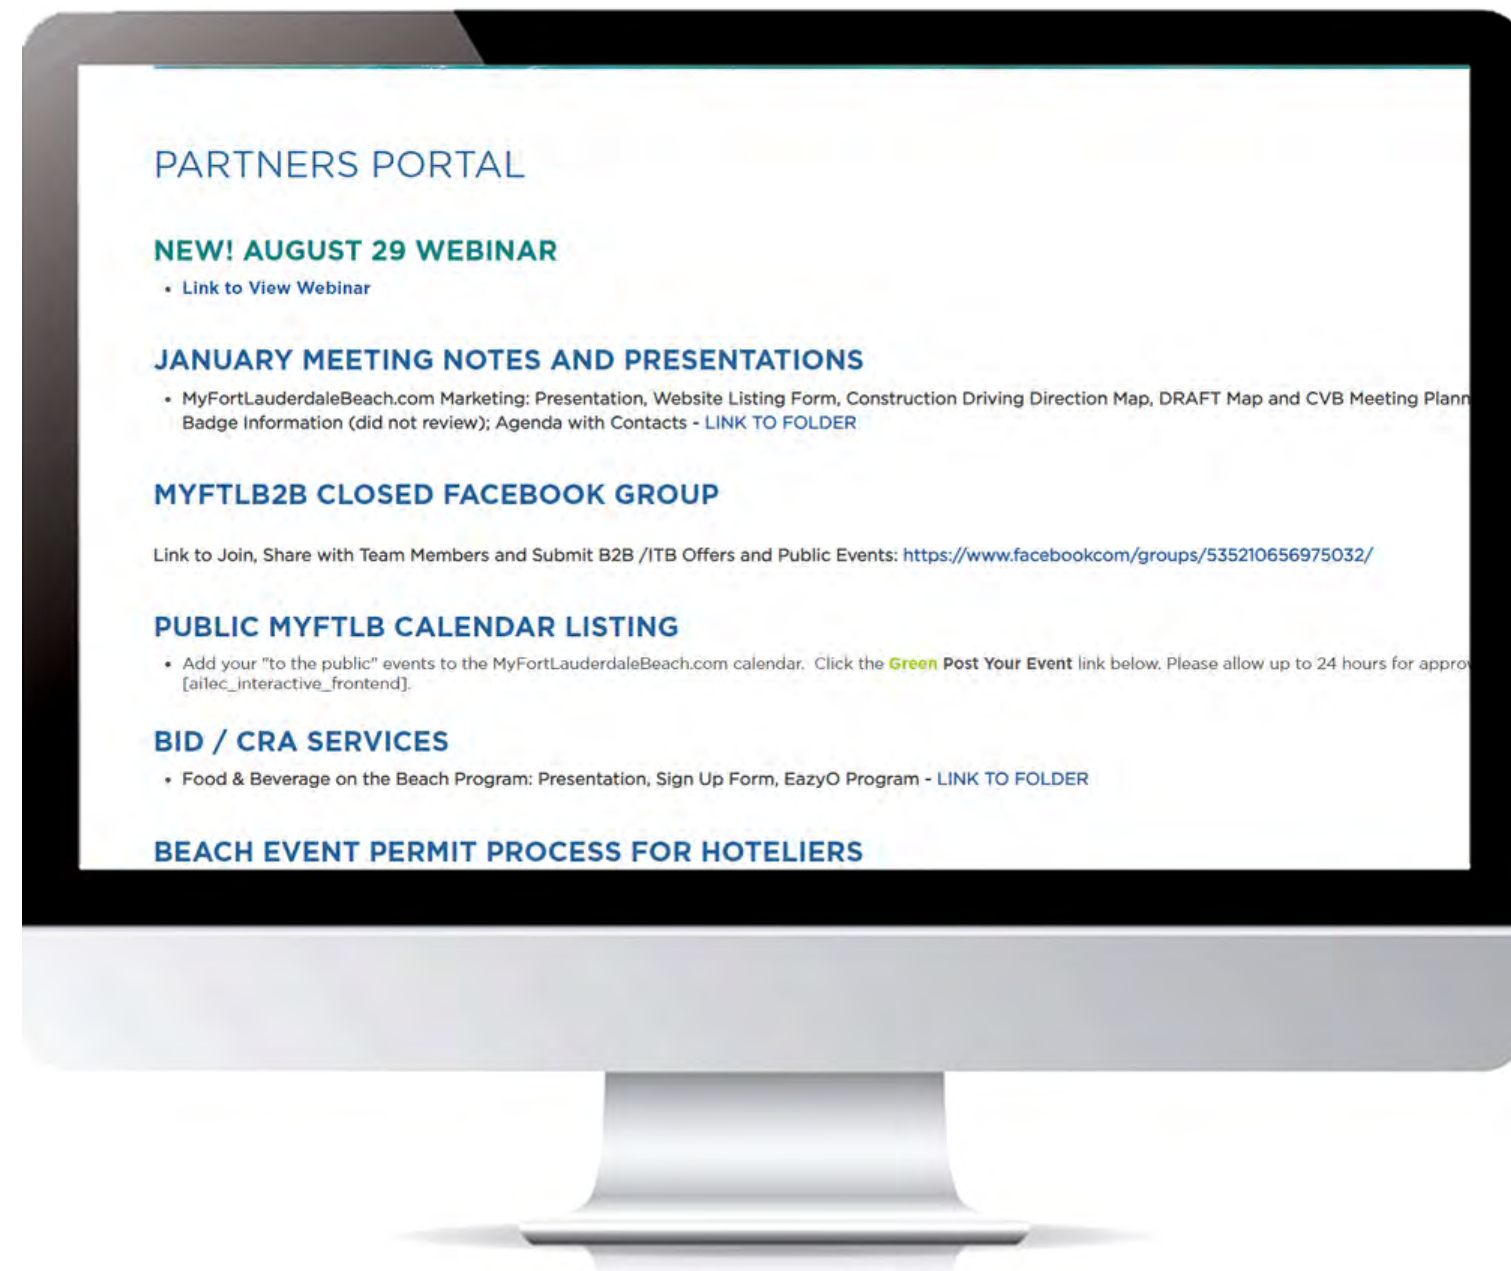 PARTNERS PORTAL
NEW! AUGUST 29 WEBINAR
• Link to View Webinar
JANUARY MEETING NOTES AND PRESENTATIONS
• MyFortLauderdaleBeach.com Marketing: Presentation, Website Listing Form, Construction Driving Direction Map, DRAFT Map and CVB Meeting Plann
Badge Information (did not review); Agenda with Contacts - LINK TO FOLDER
MYFTLB2B CLOSED FACEBOOK GROUP
Link to Join, Share with Team Members and Submit B2B /ITB Offers and Public Events: https://www.facebookcom/groups/535210656975032/
PUBLIC MYFTLB CALENDAR LISTING
• Add your "to the public" events to the MyFortLauderdaleBeach.com calendar. Click the Green Post Your Event link below. Please allow up to 24 hours for appro
[ai1ec_interactive_frontend].
BID / CRA SERVICES
• Food & Beverage on the Beach Program: Presentation, Sign Up Form, EazyO Program - LINK TO FOLDER
BEACH EVENT PERMIT PROCESS FOR HOTELIERS